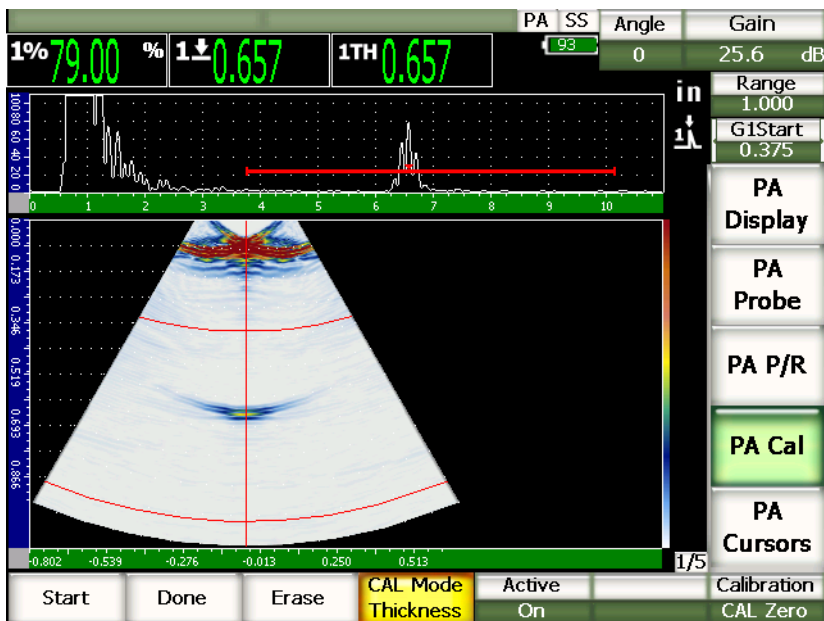 PA SS Angle Gain
93 0 25.6 dB
1% 79.00 % 1 0.657 1TH 0.657
in
Range
1.000
G1Start
0.375
1
100 80 60 40 20 0
0 1 2 3 4 5 6 7 8 9 10
PA Display
PA Probe
PA P/R
PA Cal
PA Cursors
0.000 0.173 0.346 0.519 0.693 0.866
-0.802 -0.539 -0.276 -0.013 0.250 0.513
1/5
Start Done Erase CAL Mode Active Calibration
Thickness On CAL Zero